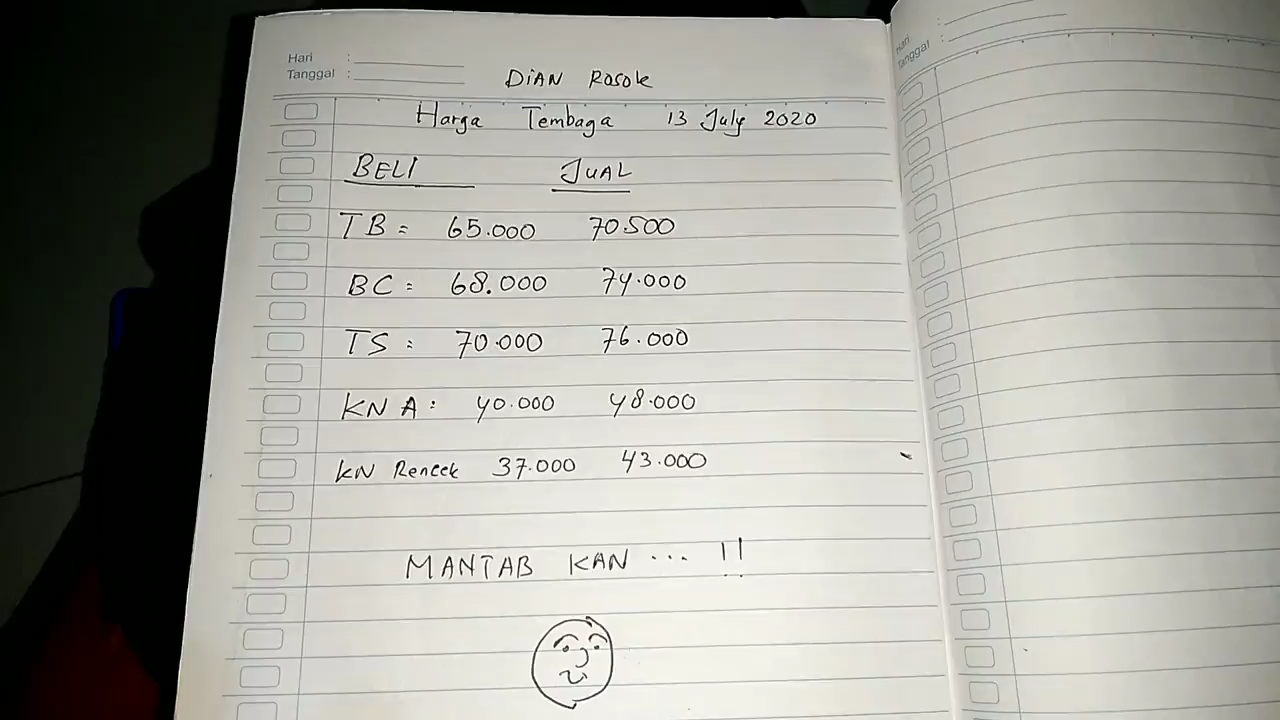 Hari :
Tanggal :
DiAN Rosok
Harga Tembaga 13 July 2020
BELI JUAL
TB = 65.000 70.500
BC = 68.000 74.000
TS : 70.000 76.000
KN A : 40.000 48.000
KN Rencek 37.000 43.000
MANTAB KAN ... !!
Hari :
Tanggal :